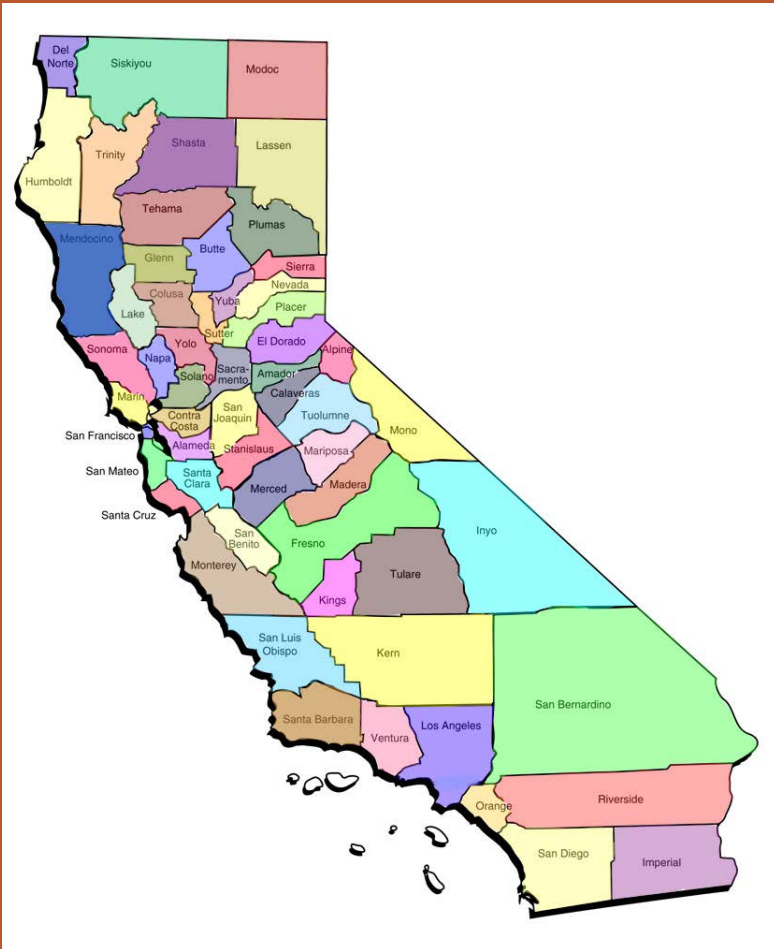 Del
Norte
Siskiyou
Modoc
Humboldt
Trinity
Shasta
Lassen
Tehama
Plumas
Mendocino
Glenn
Butte
Sierra
Nevada
Lake
Colusa
Yuba
Placer
Sutter
Sonoma
Napa
Yolo
El Dorado
Alpine
Solano
Sacra-
mento
Amador
Calaveras
Marin
Contra
Costa
San
Joaquin
Tuolumne
Mono
San Francisco
Alameda
Stanislaus
Mariposa
San Mateo
Santa
Clara
Merced
Madera
Santa Cruz
San
Benito
Fresno
Inyo
Monterey
Kings
Tulare
San Luis
Obispo
Kern
Santa Barbara
Ventura
Los Angeles
San Bernardino
Orange
Riverside
San Diego
Imperial